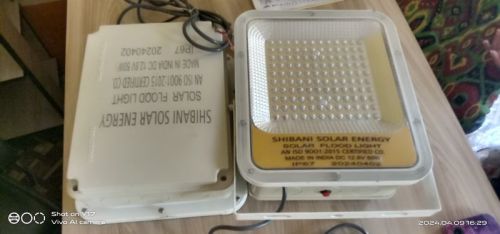 SHIBANI SOLAR ENERGY
SOLAR FLOOD LIGHT
AN ISO 9001:2015 CERTIFIED CO.
MADE IN INDIA DC 12.8V 50W
IP67 20240402
SHIBANI SOLAR ENERGY
SOLAR FLOOD LIGHT
AN ISO 9001:2015 CERTIFIED CO.
MADE IN INDIA DC 12.8V 50W
IP67 20240402
Shot on Y17
Vivo AI camera
2024.04.09 16:29